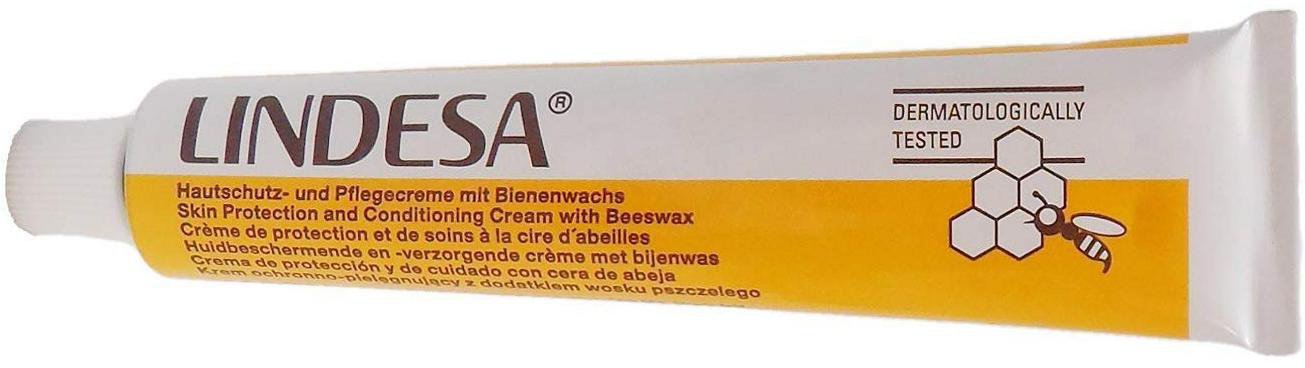 LINDESA®
Hautschutz- und Pflegecreme mit Bienenwachs
Skin Protection and Conditioning Cream with Beeswax
Crème de protection et de soins à la cire d´abeilles
Huidbeschermende en -verzorgende crème met bijenwas
Crema de protección y de cuidado con cera de abeja
Krem ochronno-pielęgnujący z dodatkiem wosku pszczelego
DERMATOLOGICALLY
TESTED